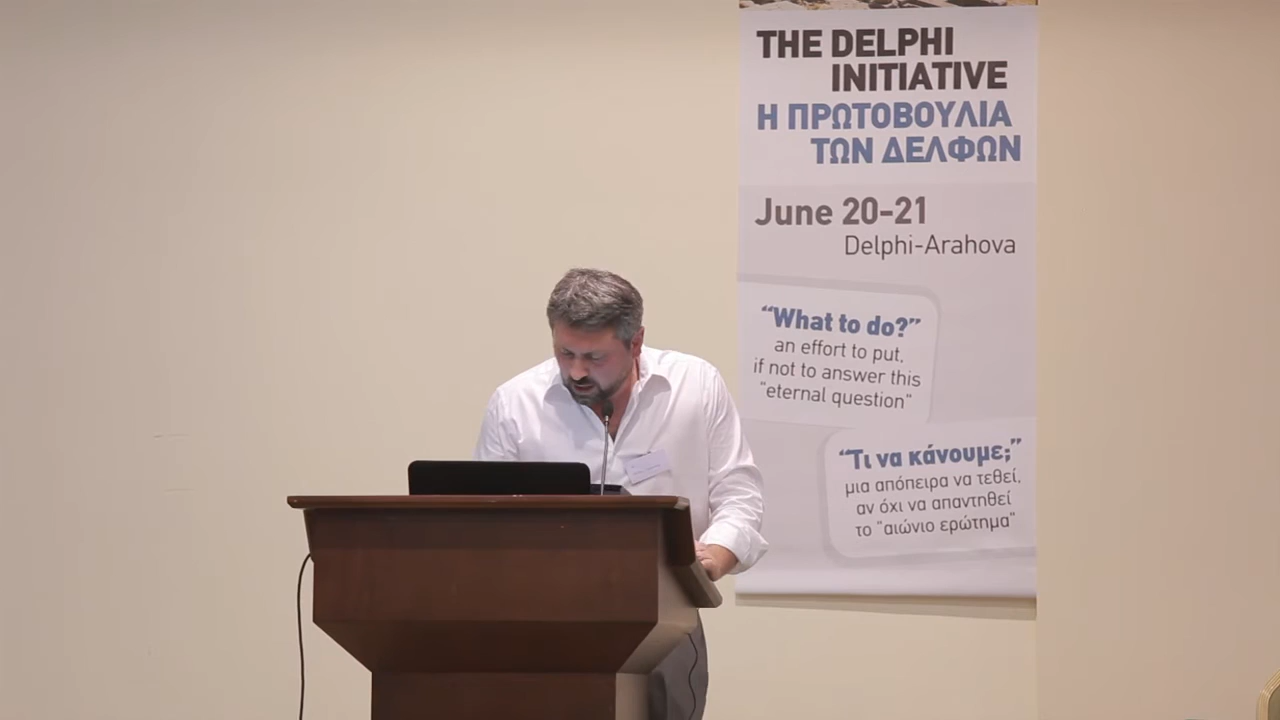 THE DELPHI
INITIATIVE
Η ΠΡΩΤΟΒΟΥΛΙΑ
ΤΩΝ ΔΕΛΦΩΝ
June 20-21
Delphi-Arahova
“What to do?”
an effort to put,
if not to answer this
"eternal question"
“Τι να κάνουμε;”
μια απόπειρα να τεθεί,
αν όχι να απαντηθεί
το "αιώνιο ερώτημα"